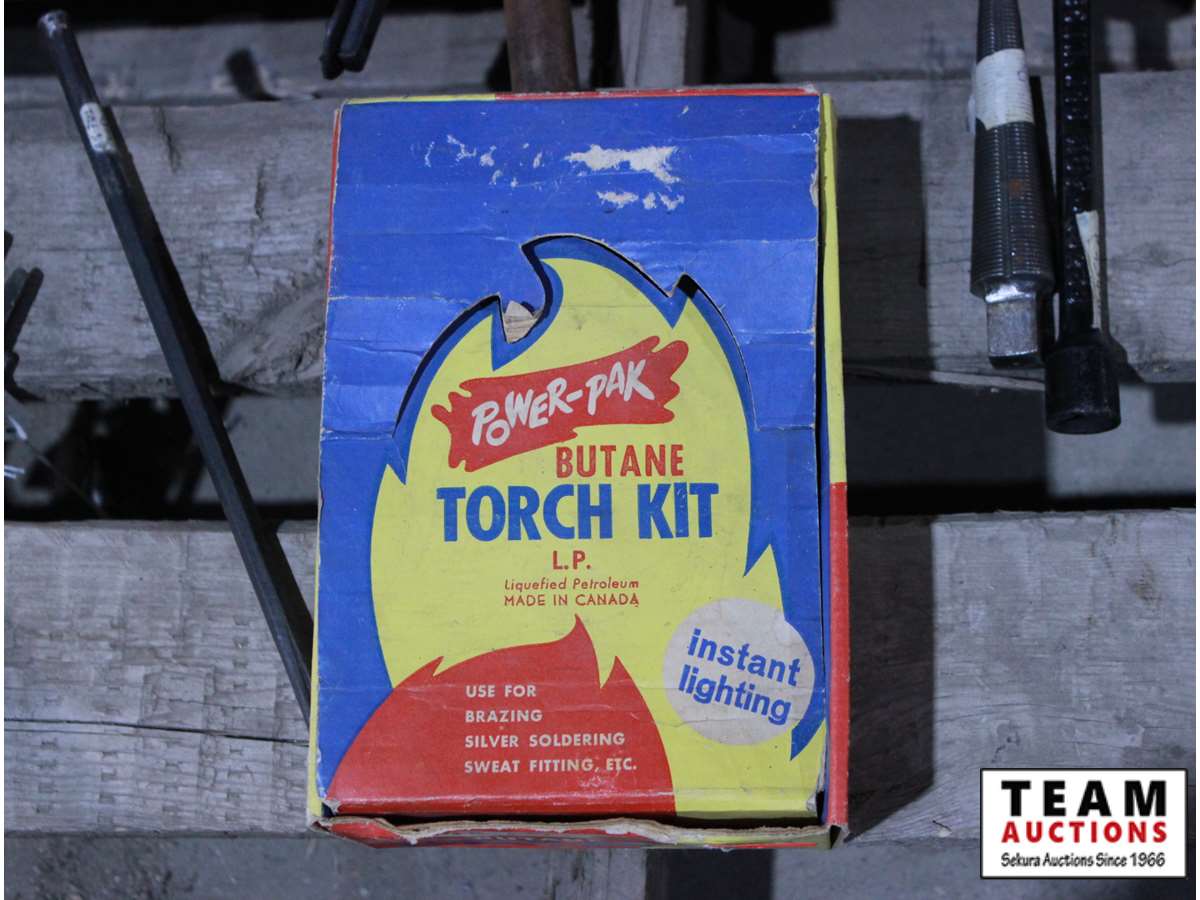 POWER-PAK
BUTANE
TORCH KIT
L.P.
Liquefied Petroleum
MADE IN CANADA
instant
lighting
USE FOR
BRAZING
SILVER SOLDERING
SWEAT FITTING, ETC.
TEAM
AUCTIONS
Sekura Auctions Since 1966